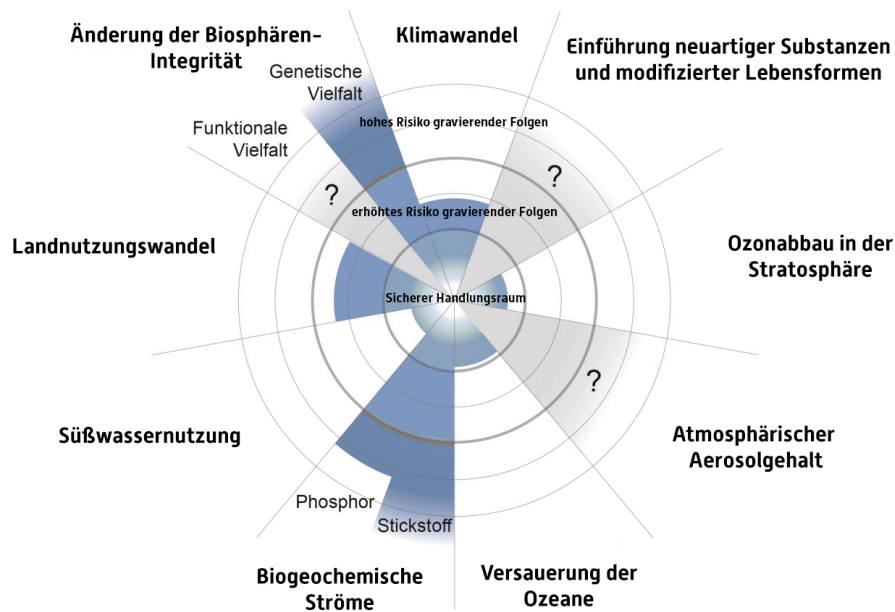 Änderung der Biosphären-
Integrität
Klimawandel
Einführung neuartiger Substanzen
und modifizierter Lebensformen
Genetische
Vielfalt
Funktionale
Vielfalt
hohes Risiko gravierender Folgen
?
?
erhöhtes Risiko gravierender Folgen
Landnutzungswandel
Ozonabbau in der
Stratosphäre
Sicherer Handlungsraum
?
Süßwassernutzung
Atmosphärischer
Aerosolgehalt
Phosphor
Stickstoff
Biogeochemische
Ströme
Versauerung der
Ozeane